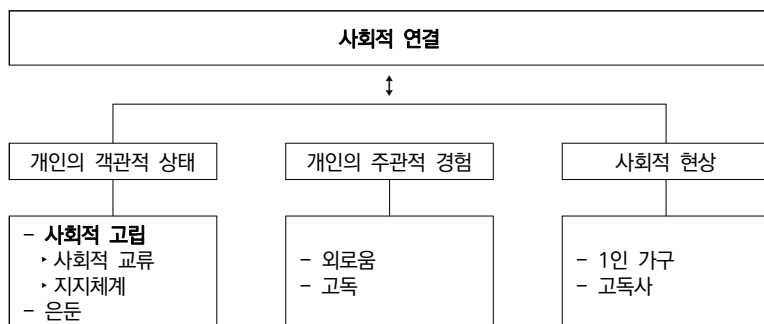 사회적 연결
↕
개인의 객관적 상태
개인의 주관적 경험
사회적 현상
- 사회적 고립
‣ 사회적 교류
‣ 지지체계
- 은둔
- 외로움
- 고독
- 1인 가구
- 고독사